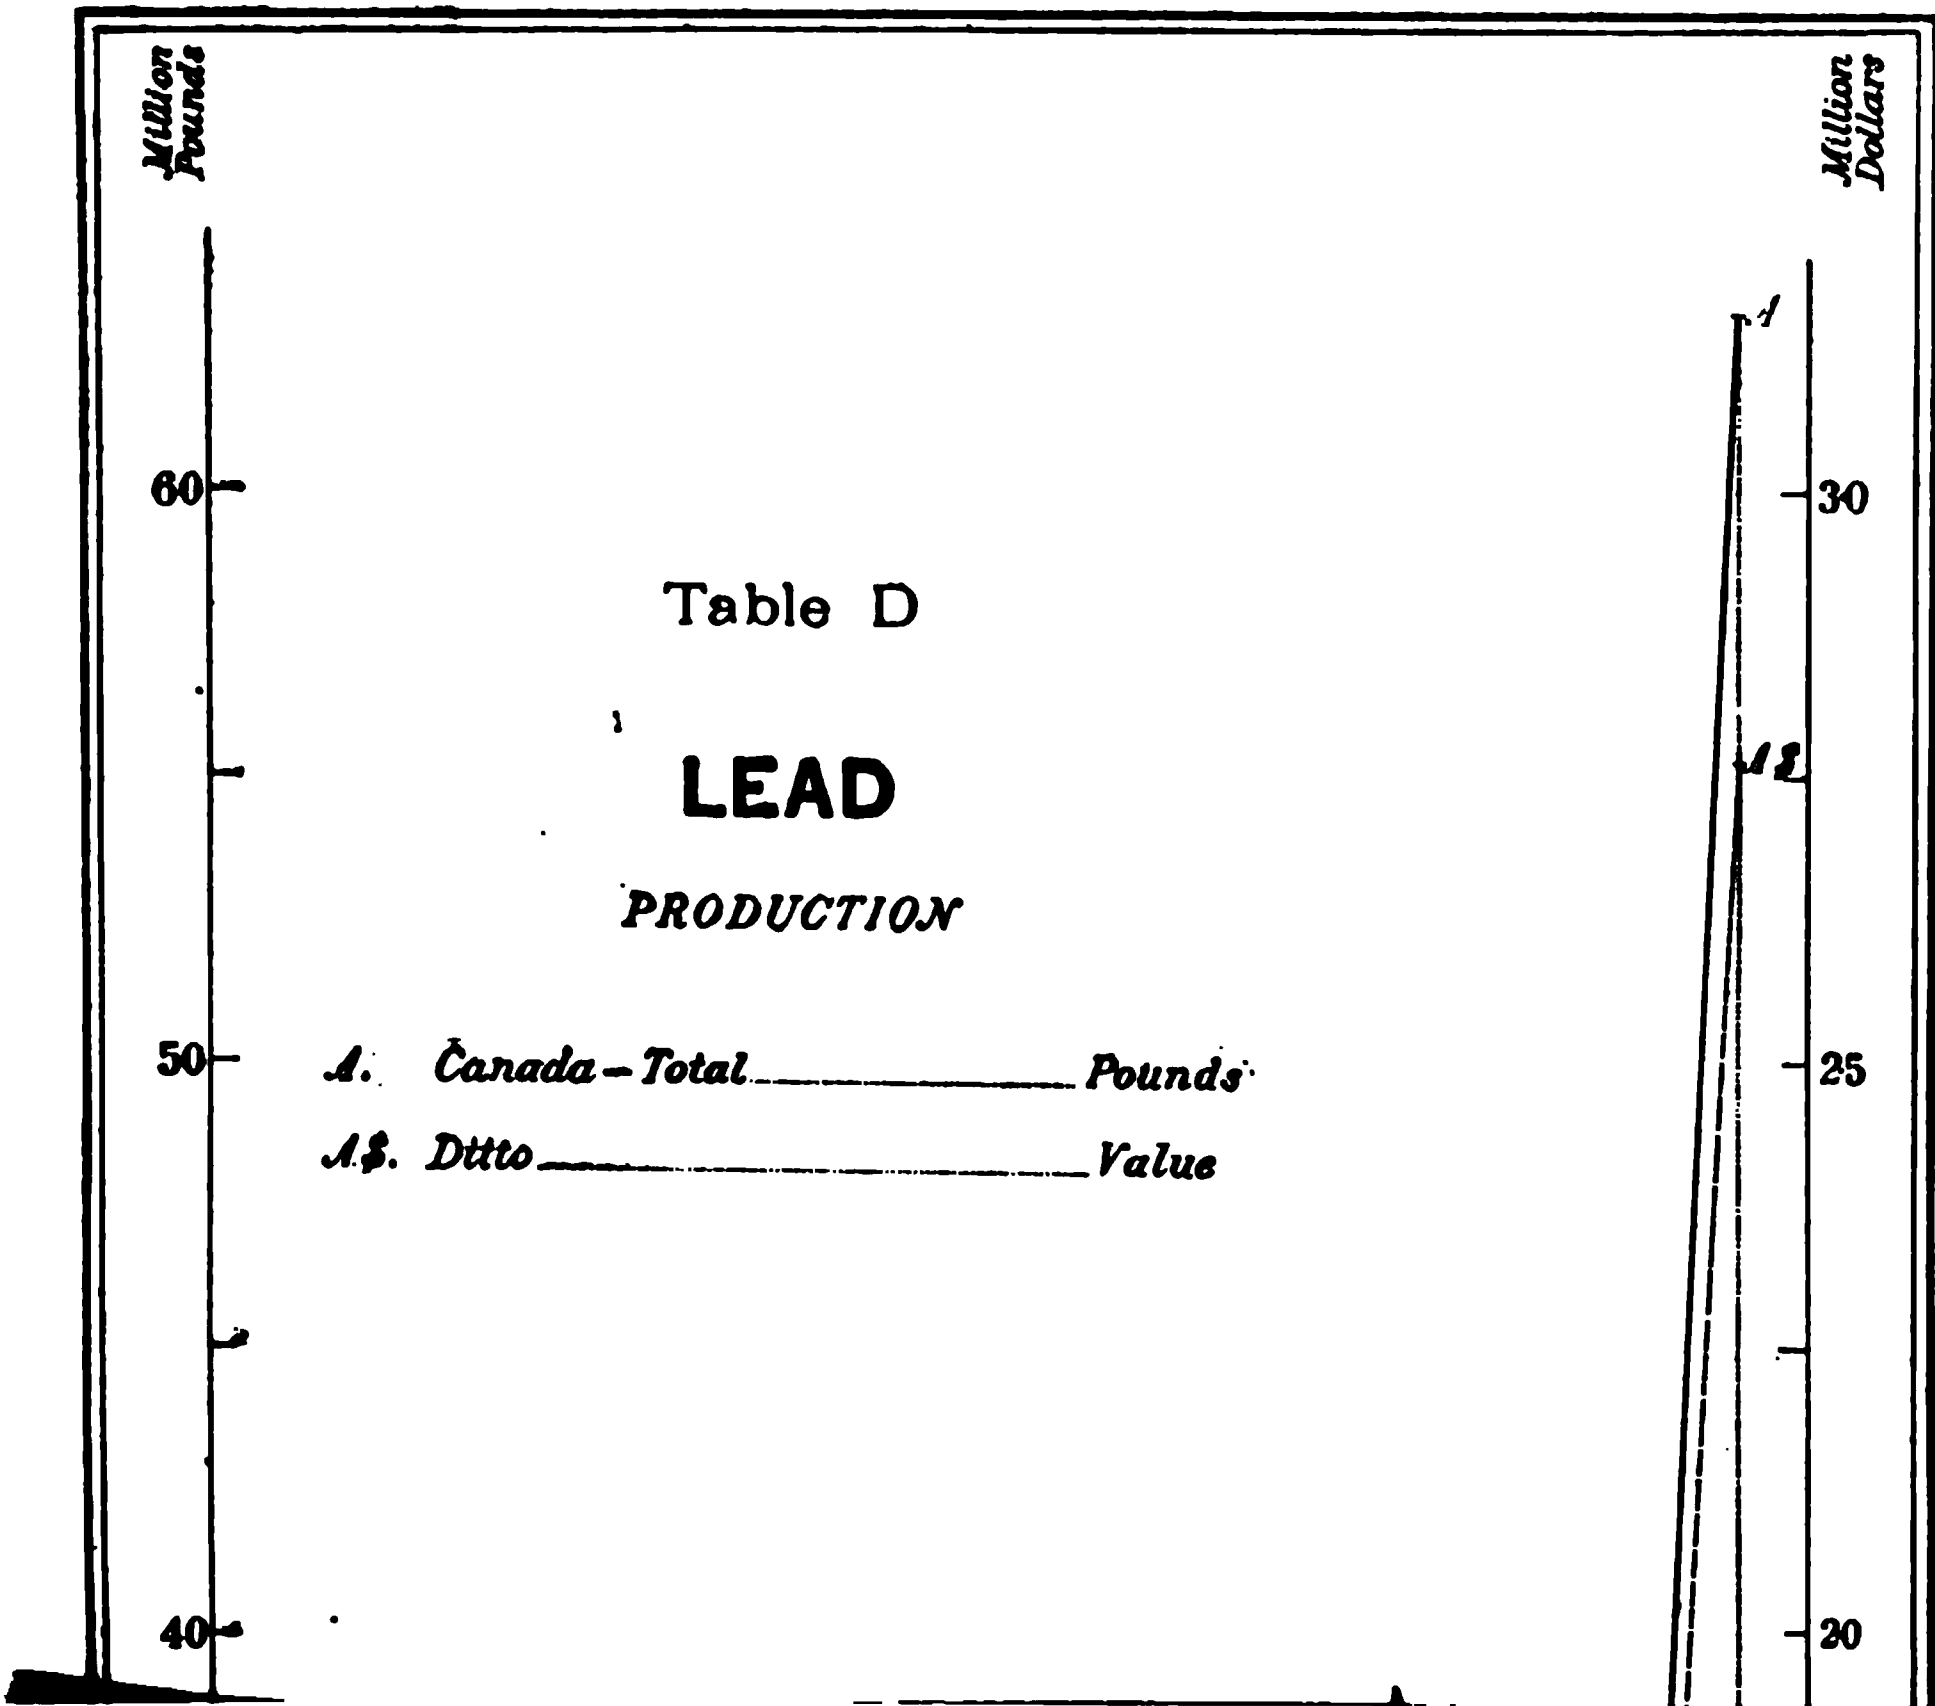 Million
Pounds
Million
Dollars
A
60
30
Table D
A$
LEAD
PRODUCTION
50
25
A. Canada - Total Pounds
A$. Ditto Value
40
20